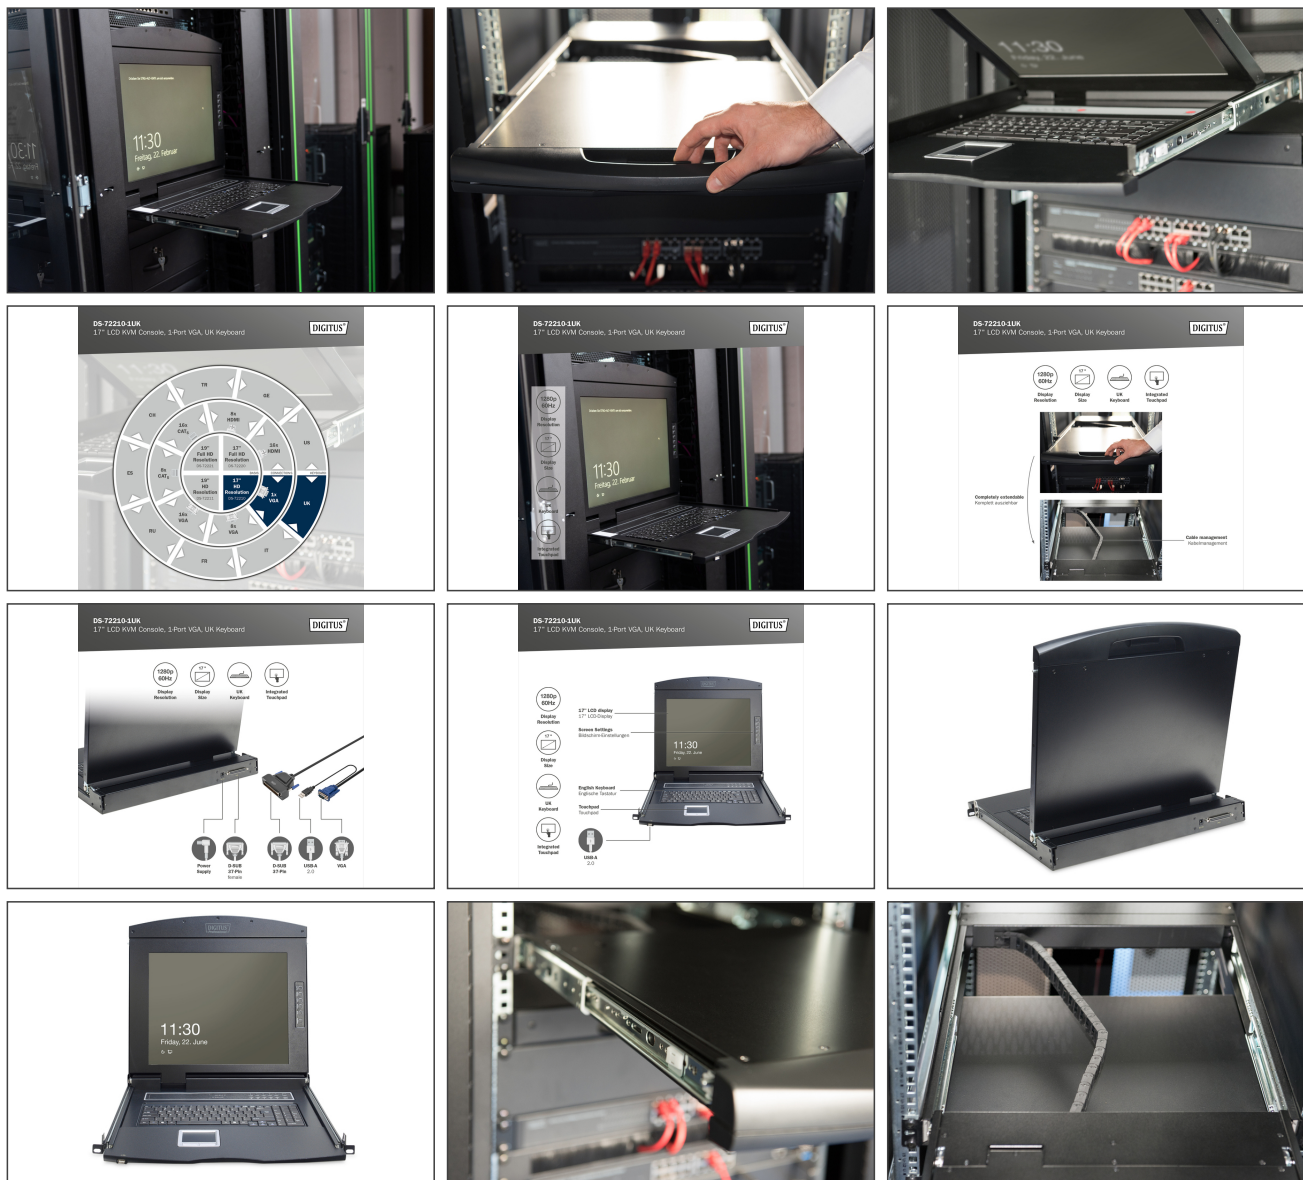 11:30
Freitag, 22. Februar
11:30
Friday, 22. June
DS-72210-1UK
17" LCD KVM Console, 1-Port VGA, UK Keyboard
DIGITUS®
TR
GE
US
UK
IT
FR
RU
ES
CH
8x
HDMI
16x
HDMI
1x
VGA
8x
VGA
16x
VGA
8x
CAT5
16x
CAT5
19"
Full HD
Resolution
17"
Full HD
Resolution
19"
HD
Resolution
17"
HD
Resolution
DS-72210-1UK
17" LCD KVM Console, 1-Port VGA, UK Keyboard
DIGITUS®
1280p
60Hz
Display
Resolution
17"
Display
Size
UK
Keyboard
Integrated
Touchpad
11:30
Freitag, 22. Februar
DS-72210-1UK
17" LCD KVM Console, 1-Port VGA, UK Keyboard
DIGITUS®
1280p
60Hz
Display
Resolution
17"
Display
Size
UK
Keyboard
Integrated
Touchpad
Completely extendable
Komplett ausziehbar
Cable management
Kabelmanagement
DS-72210-1UK
17" LCD KVM Console, 1-Port VGA, UK Keyboard
DIGITUS®
1280p
60Hz
Display
Resolution
17"
Display
Size
UK
Keyboard
Integrated
Touchpad
Power
Supply
D-SUB
37-Pin
female
D-SUB
37-Pin
USB-A
2.0
VGA
DS-72210-1UK
17" LCD KVM Console, 1-Port VGA, UK Keyboard
DIGITUS®
1280p
60Hz
Display
Resolution
17"
Display
Size
UK
Keyboard
Integrated
Touchpad
17" LCD display
17" LCD-Display
Screen Settings
Bildschirm-Einstellungen
English Keyboard
Englische Tastatur
Touchpad
Touchpad
USB-A
2.0
11:30
Friday, 22. June
DIGITUS
11:30
Friday, 22. June